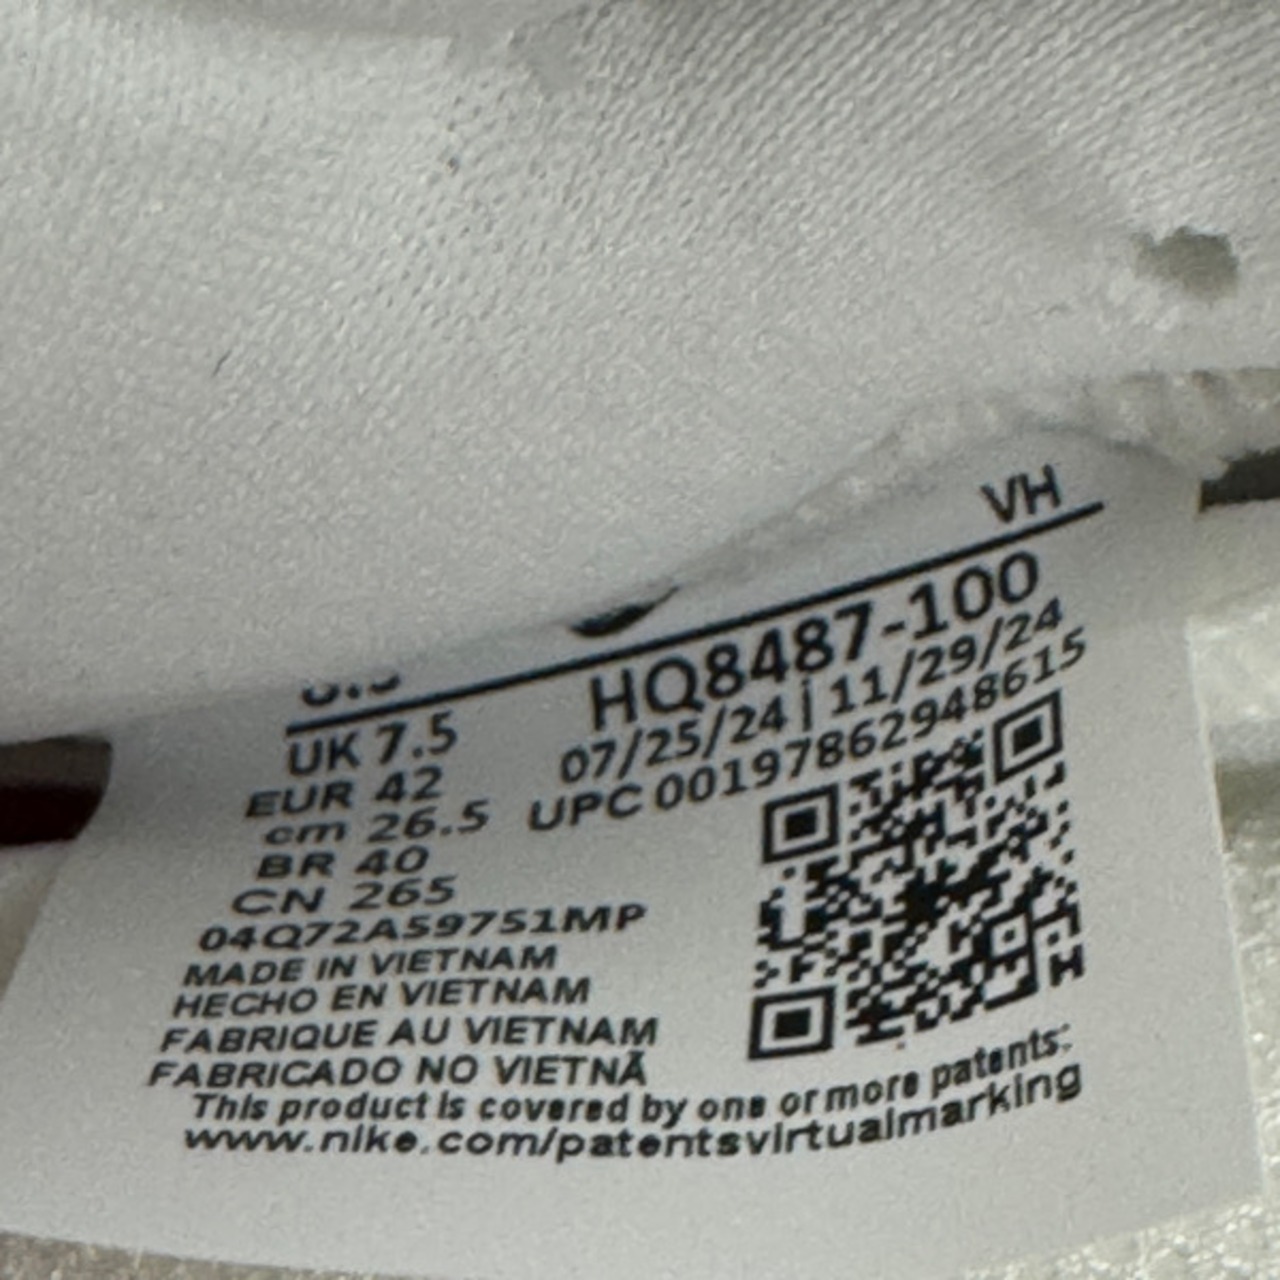 VH
HQ8487-100
07/25/24 | 11/29/24
UPC 00197862948615
UK 7.5
EUR 42
cm 26.5
BR 40
CN 265
04Q72A59751MP
MADE IN VIETNAM
HECHO EN VIETNAM
FABRIQUE AU VIETNAM
FABRICADO NO VIETNÃ
This product is covered by one or more patents:
www.nike.com/patentsvirtualmarking